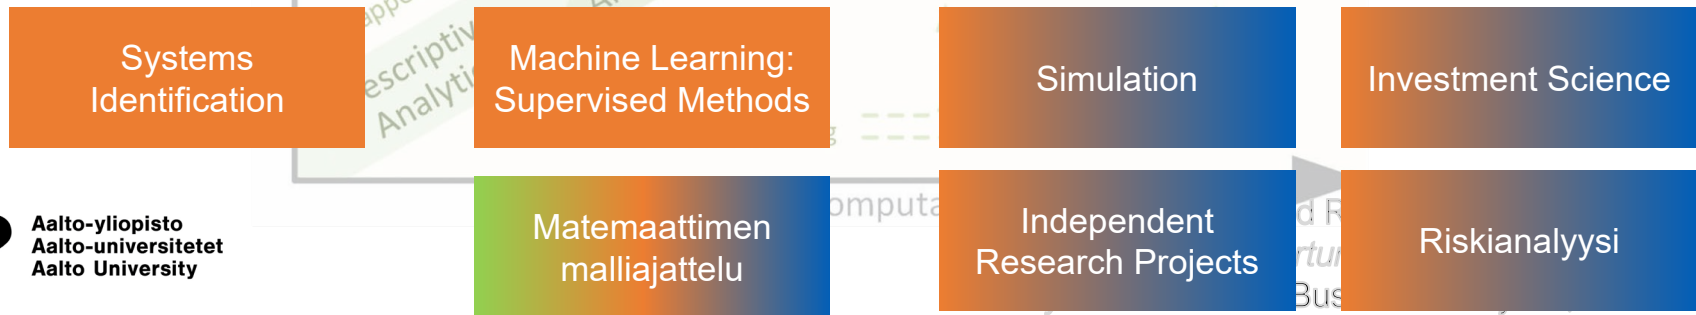 Systems
Identification
Machine Learning:
Supervised Methods
Simulation
Investment Science
Analytic
Aalto-yliopisto
Aalto-universitetet
Aalto University
Matemaattimen
malliajattelu
Independent
Research Projects
Riskianalyysi